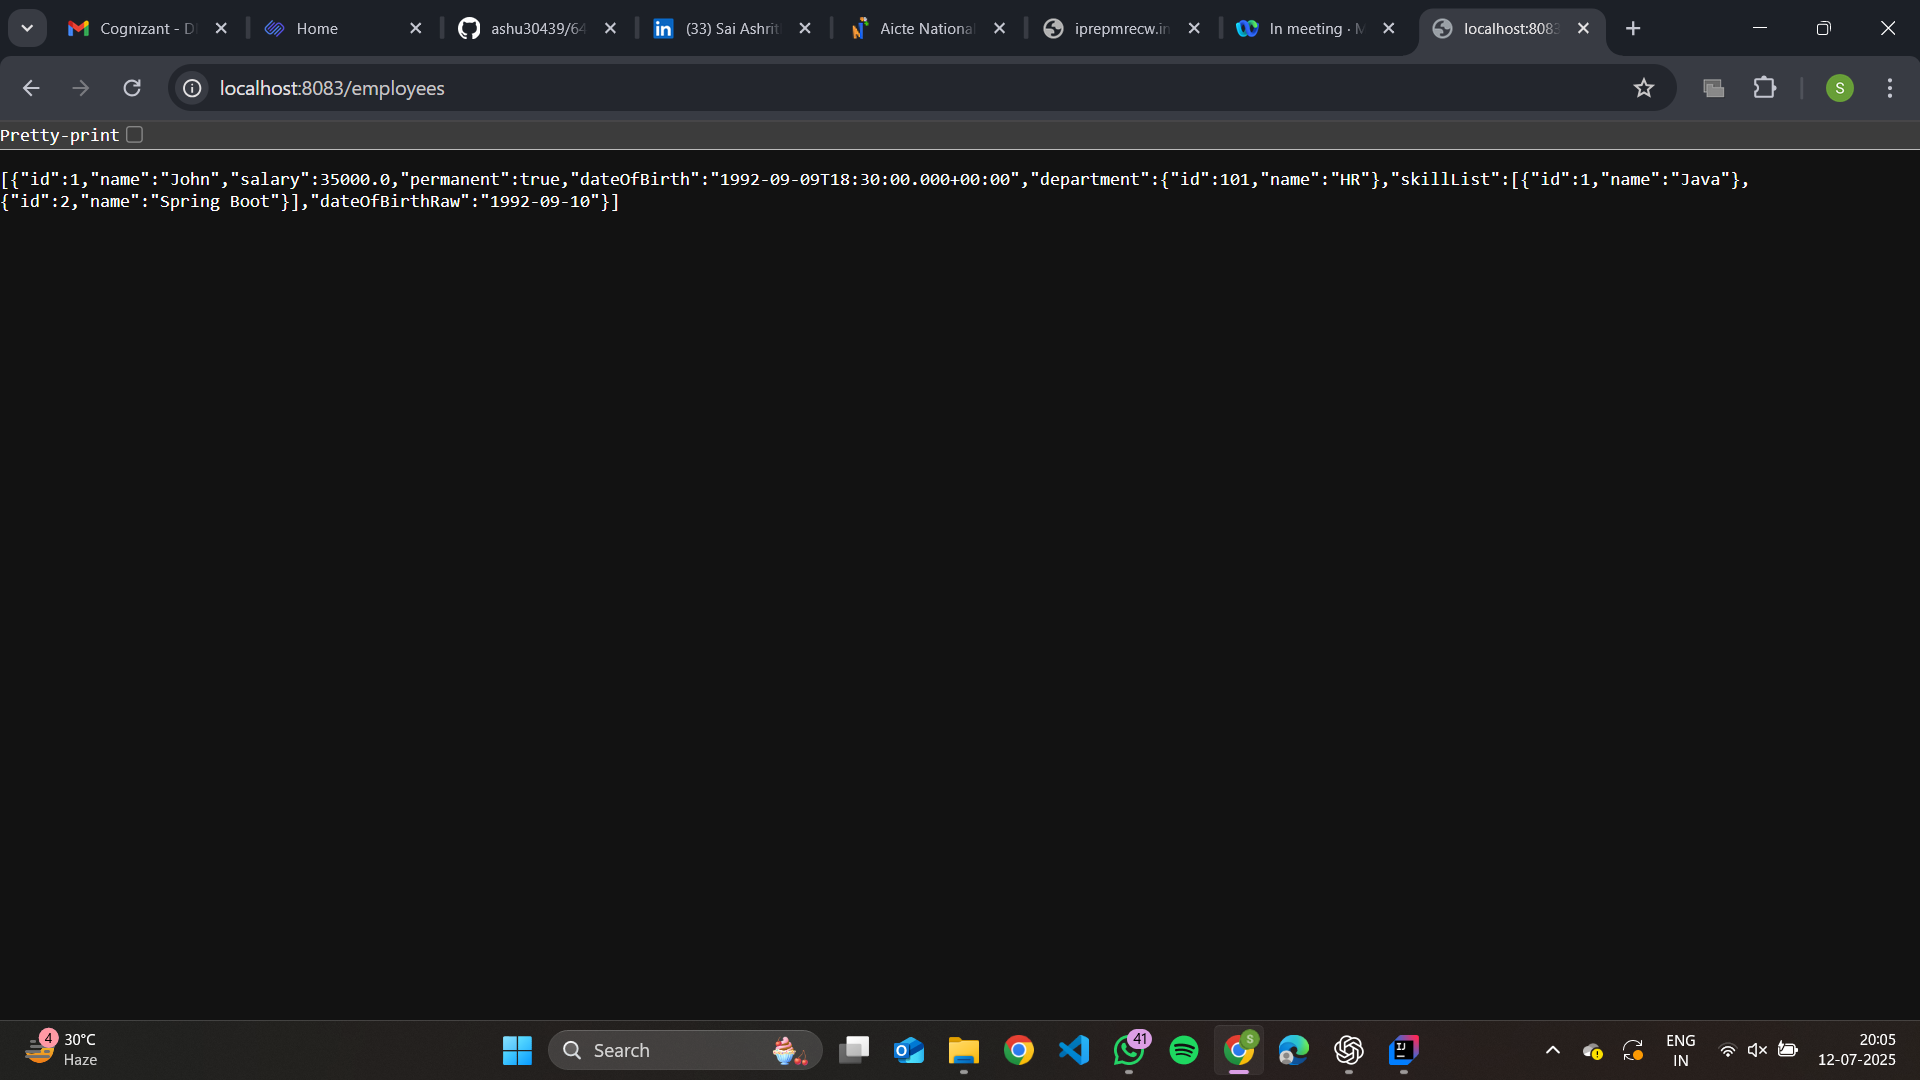 Cognizant - D
Home
ashu30439/64
(33) Sai Ashrit
Aicte National
iprepmrecw.in
In meeting · M
localhost:8083
localhost:8083/employees
S
Pretty-print
[{"id":1,"name":"John","salary":35000.0,"permanent":true,"dateOfBirth":"1992-09-09T18:30:00.000+00:00","department":{"id":101,"name":"HR"},"skillList":[{"id":1,"name":"Java"},
{"id":2,"name":"Spring Boot"}],"dateOfBirthRaw":"1992-09-10"}]
4
30°C
Haze
Search
41
S
ENG
IN
20:05
12-07-2025